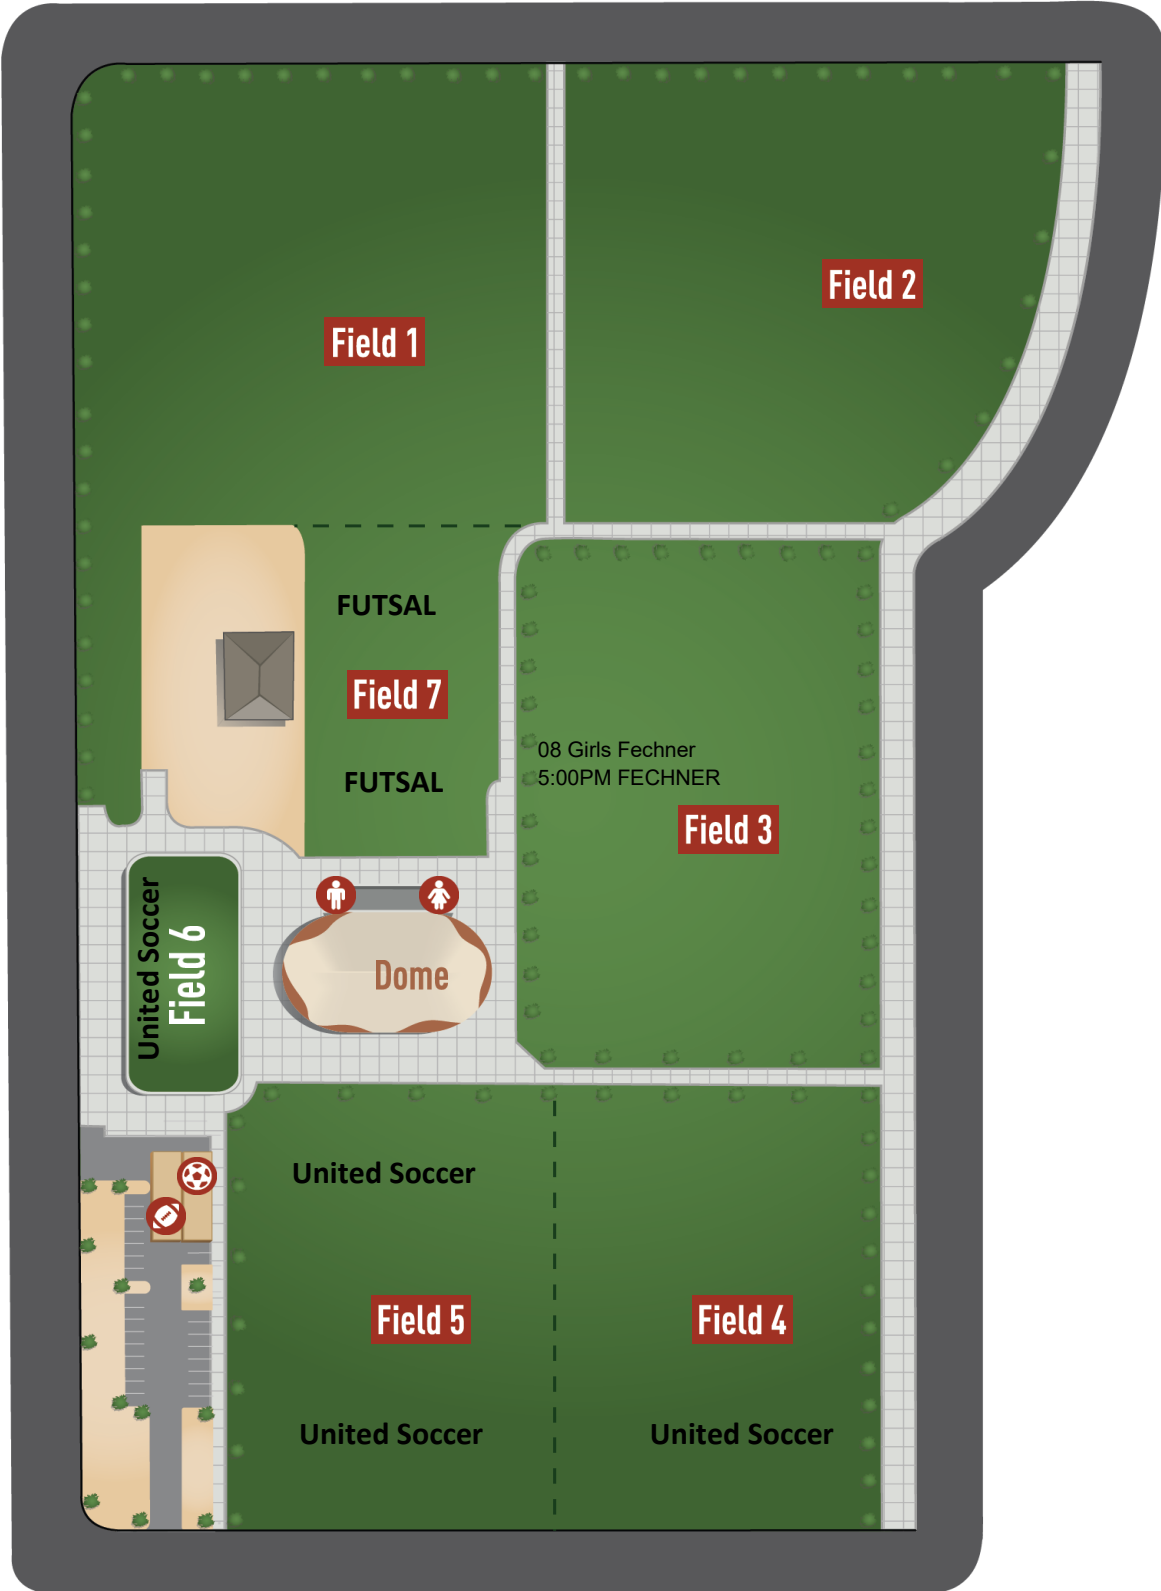 Field 2
Field 1
FUTSAL
Field 7
FUTSAL
08 Girls Fechner
5:00PM FECHNER
Field 3
United Soccer
Field 6
Dome
United Soccer
Field 5
Field 4
United Soccer
United Soccer